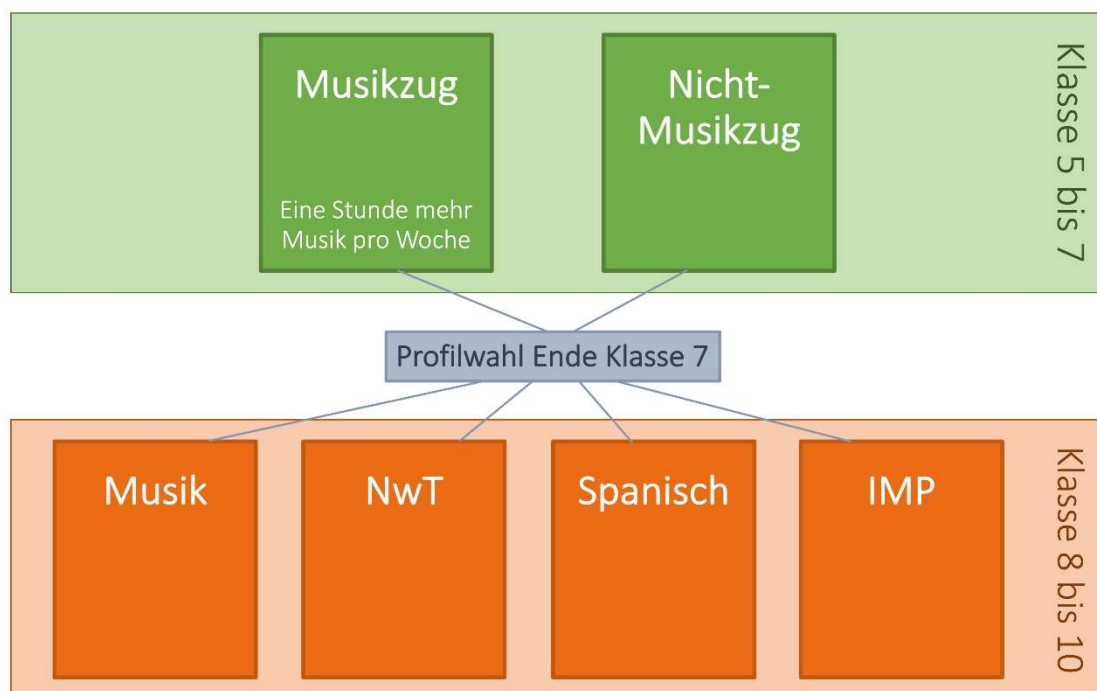 Musikzug
Eine Stunde mehr
Musik pro Woche
Nicht-
Musikzug
Klasse 5 bis 7
Profilwahl Ende Klasse 7
Musik
NwT
Spanisch
IMP
Klasse 8 bis 10